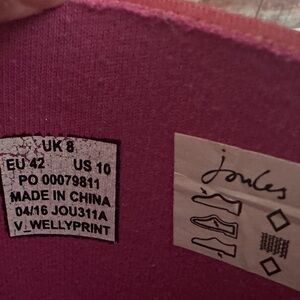 UK 8
EU 42 US 10
PO 00079811
MADE IN CHINA
04/16 JOU311A
V_WELLYPRINT
Joules